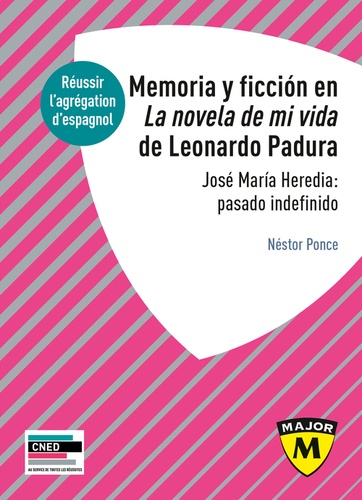 Réussir
l'agrégation
d'espagnol
Memoria y ficción en
La novela de mi vida
de Leonardo Padura
José María Heredia:
pasado indefinido
Néstor Ponce
CNED
AU SERVICE DE TOUTES LES RÉUSSITES
MAJOR
M